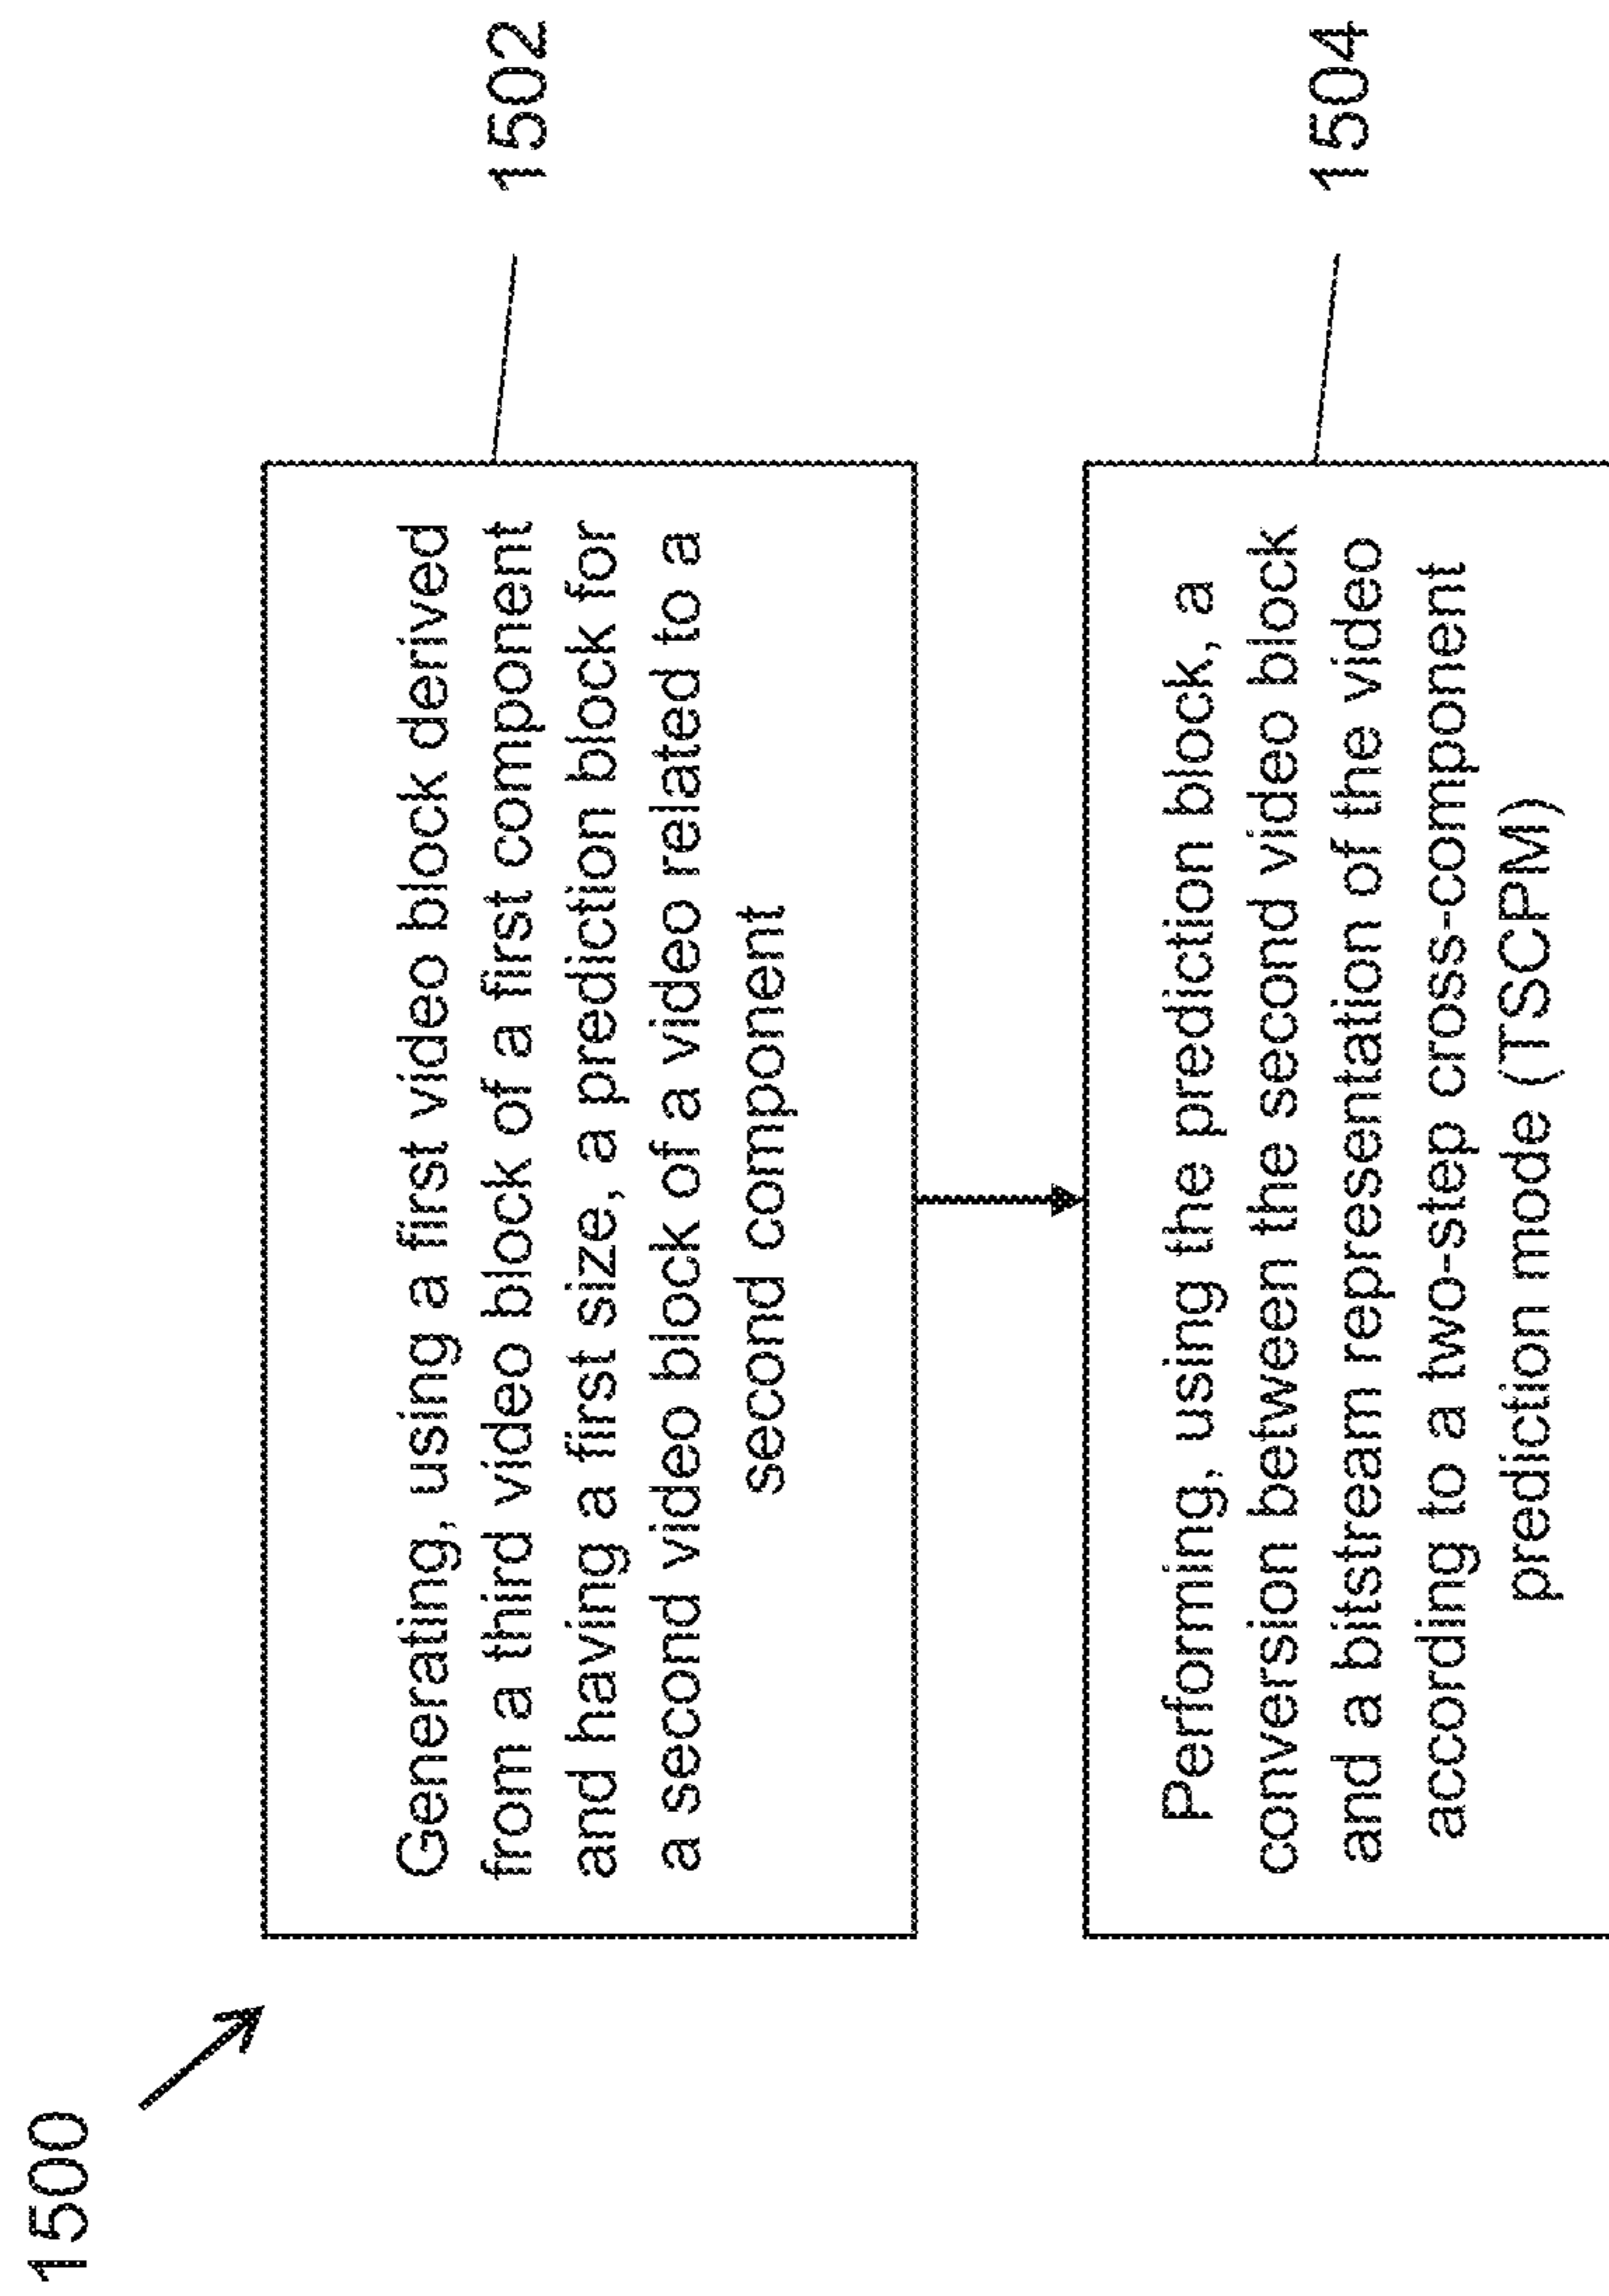 1500
Generating, using a first video block derived
from a third video block of a first component
and having a first size, a prediction block for
a second video block of a video related to a
second component
1502
Performing, using the prediction block, a
conversion between the second video block
and a bitstream representation of the video
according to a two-step cross-component
prediction mode (TSCPM)
1504